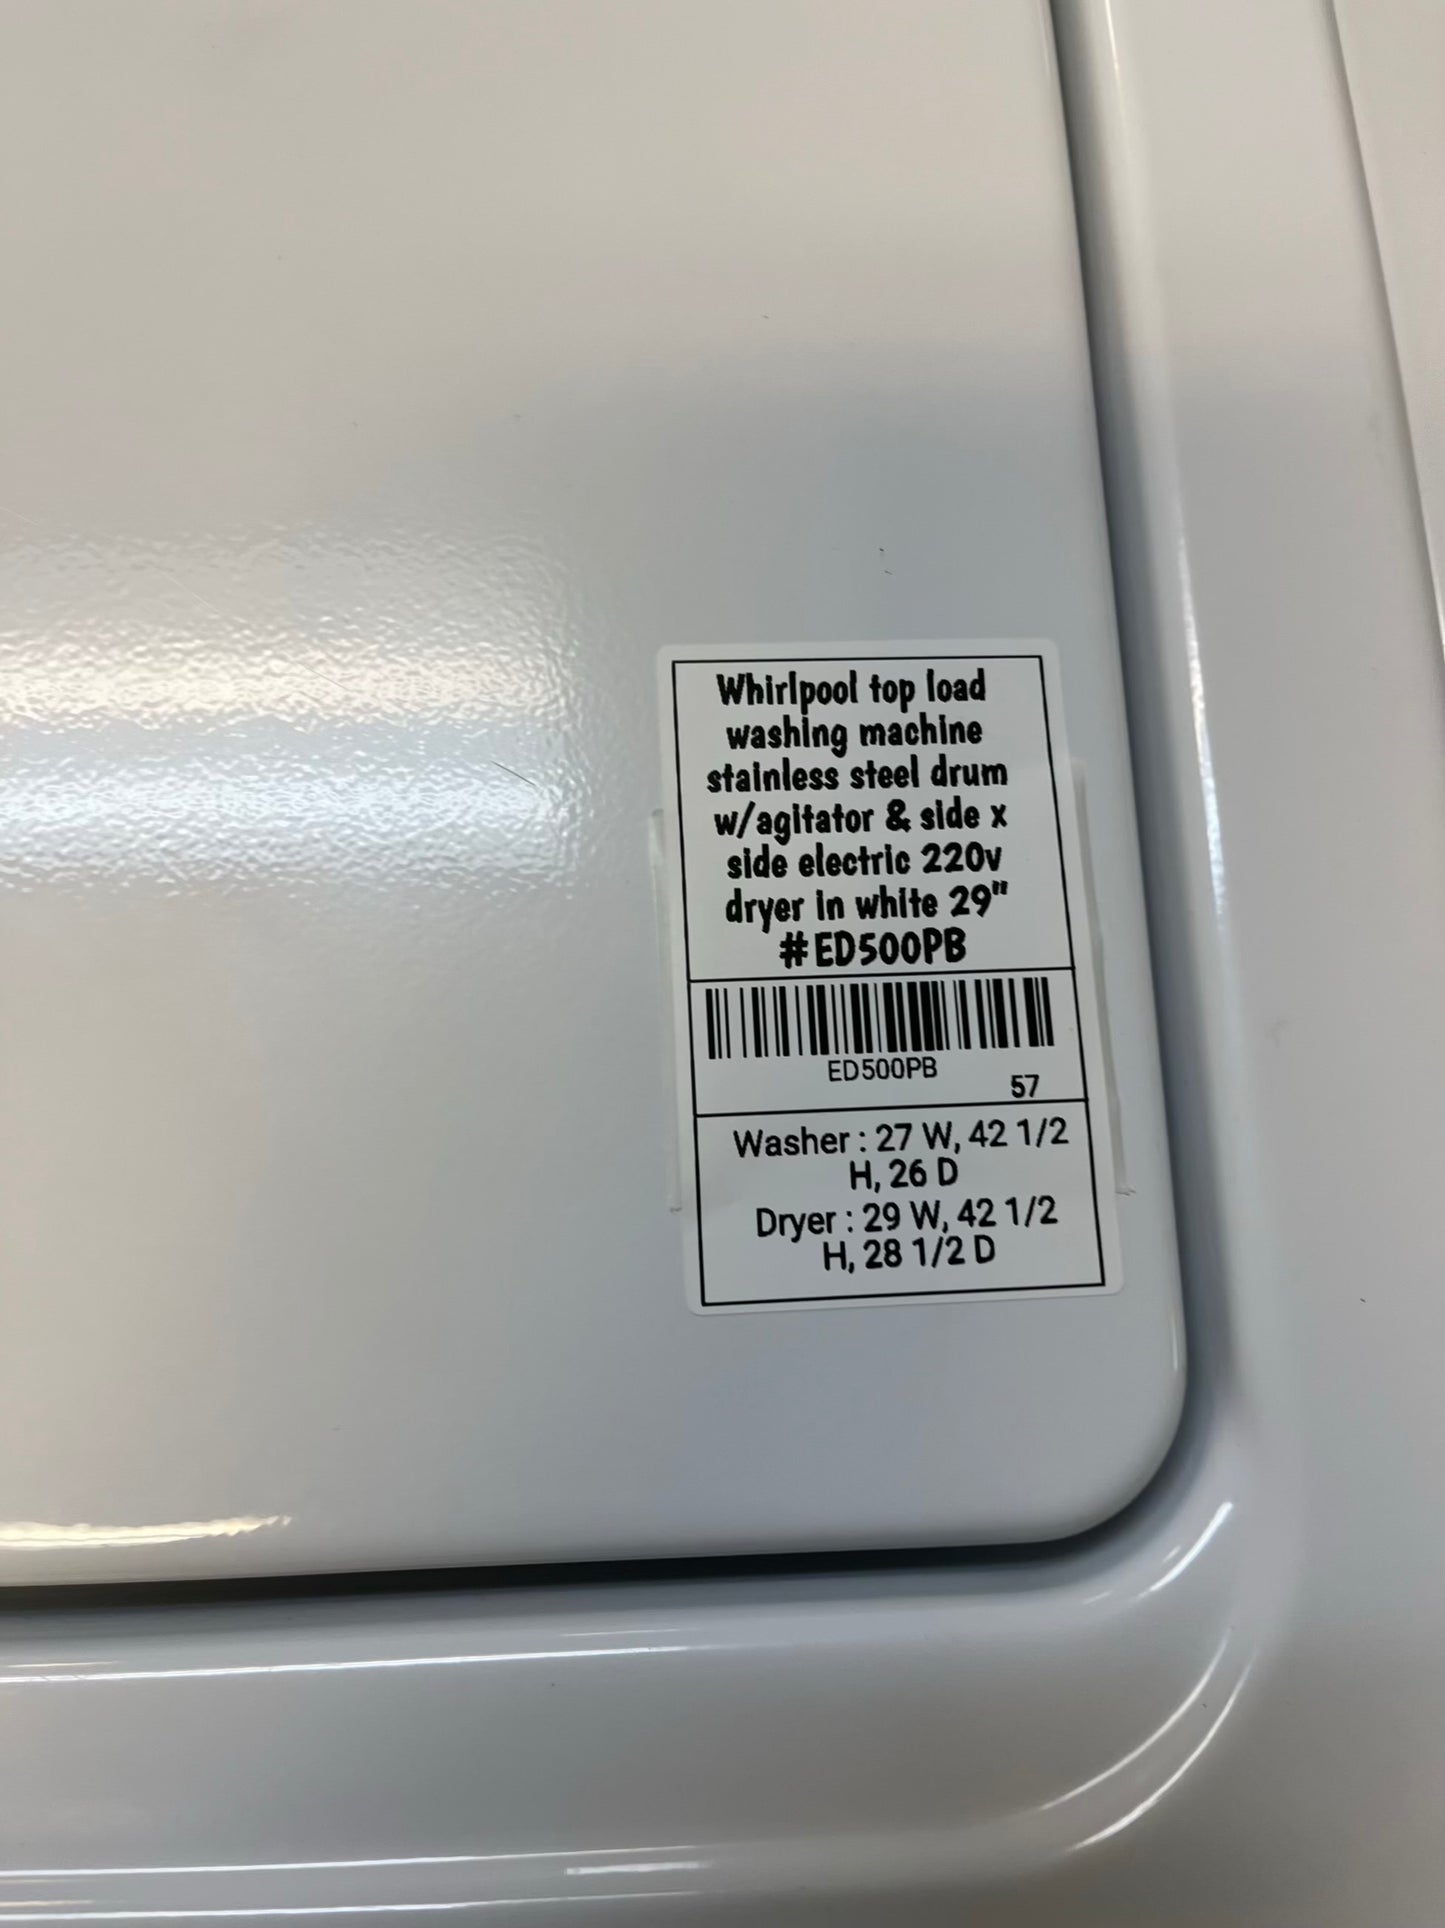 Whirlpool top load
washing machine
stainless steel drum
w/agitator & side x
side electric 220v
dryer in white 29"
#ED500PB
ED500PB
57
Washer : 27 W, 42 1/2
H, 26 D
Dryer : 29 W, 42 1/2
H, 28 1/2 D